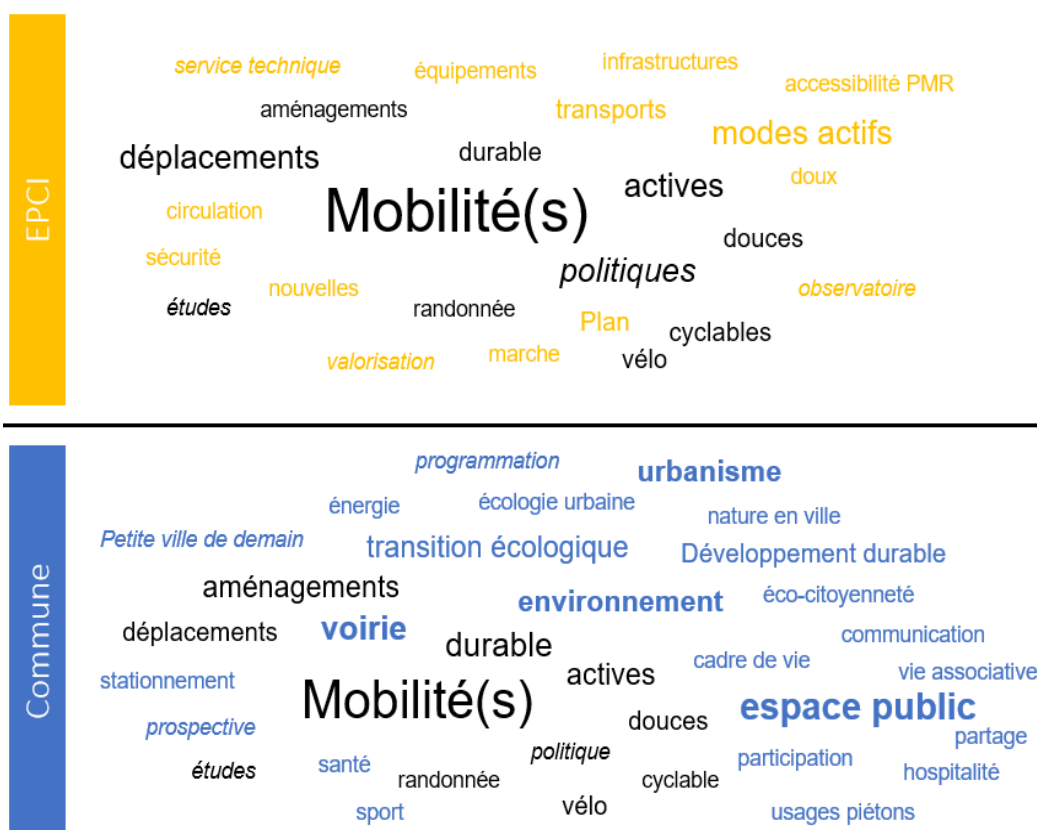 EPCI
service technique
équipements
infrastructures
accessibilité PMR
aménagements
transports
modes actifs
déplacements
durable
actives
doux
circulation
Mobilité(s)
douces
sécurité
politiques
nouvelles
observatoire
études
randonnée
Plan
cyclables
valorisation
marche
vélo
Commune
programmation
urbanisme
énergie
écologie urbaine
nature en ville
Petite ville de demain
transition écologique
Développement durable
aménagements
environnement
éco-citoyenneté
déplacements
voirie
durable
communication
stationnement
actives
cadre de vie
vie associative
Mobilité(s)
espace public
prospective
douces
partage
études
santé
politique
participation
hospitalité
randonnée
cyclable
sport
vélo
usages piétons